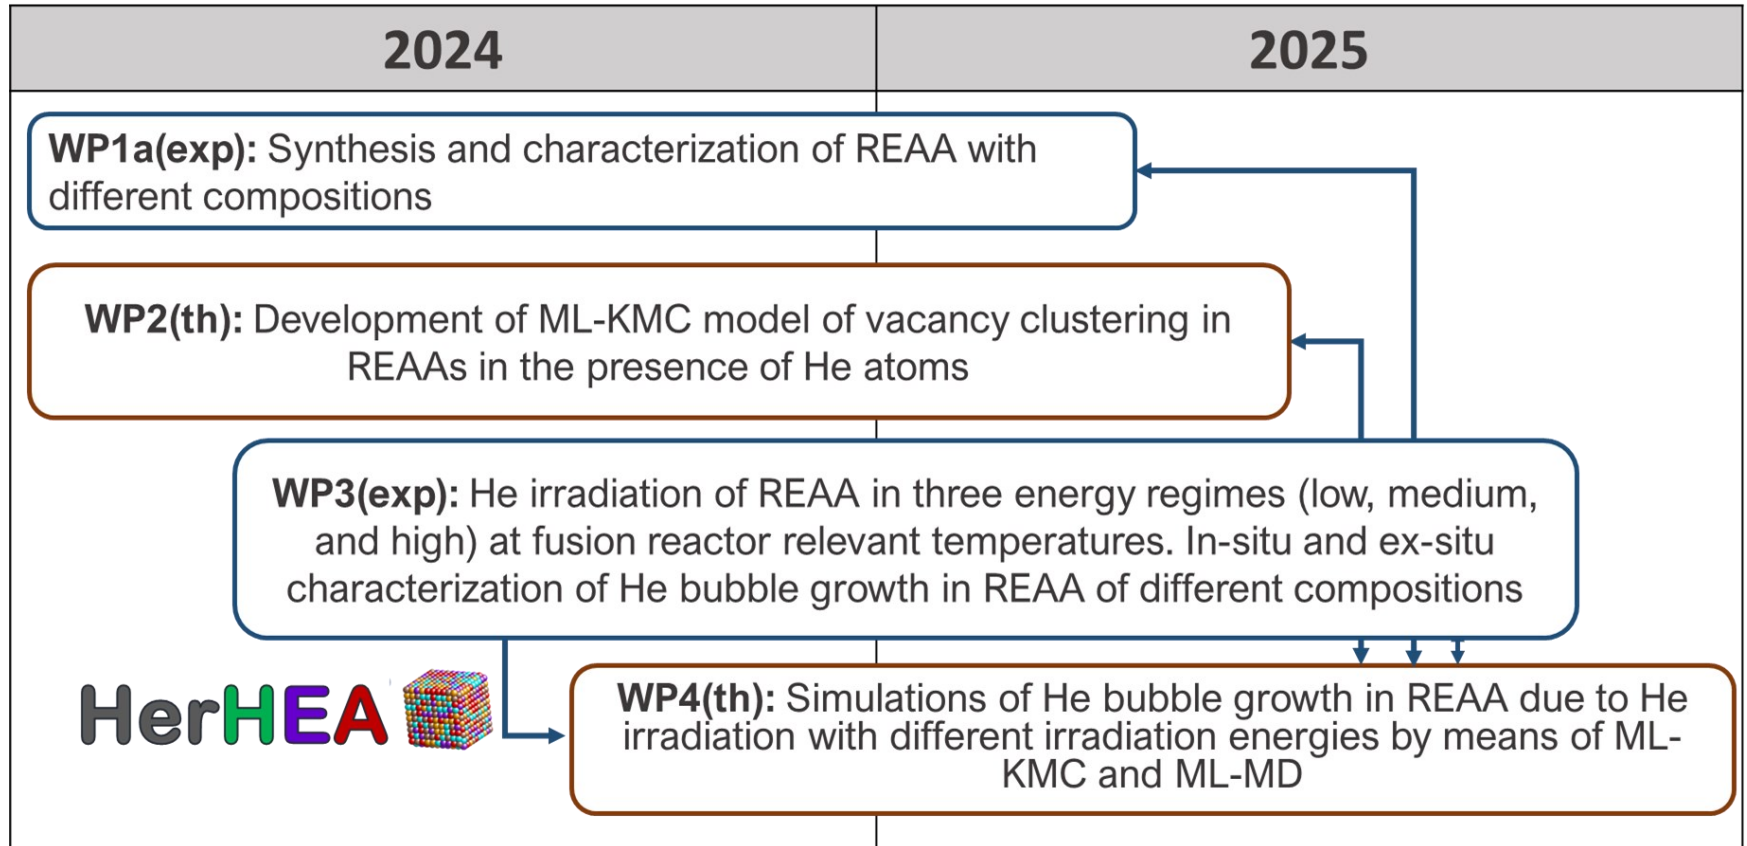 2024
2025
WP1a(exp): Synthesis and characterization of REAA with
different compositions
WP2(th): Development of ML-KMC model of vacancy clustering in
REAAs in the presence of He atoms
WP3(exp): He irradiation of REAA in three energy regimes (low, medium,
and high) at fusion reactor relevant temperatures. In-situ and ex-situ
characterization of He bubble growth in REAA of different compositions
HerHEA
WP4(th): Simulations of He bubble growth in REAA due to He
irradiation with different irradiation energies by means of ML-
KMC and ML-MD